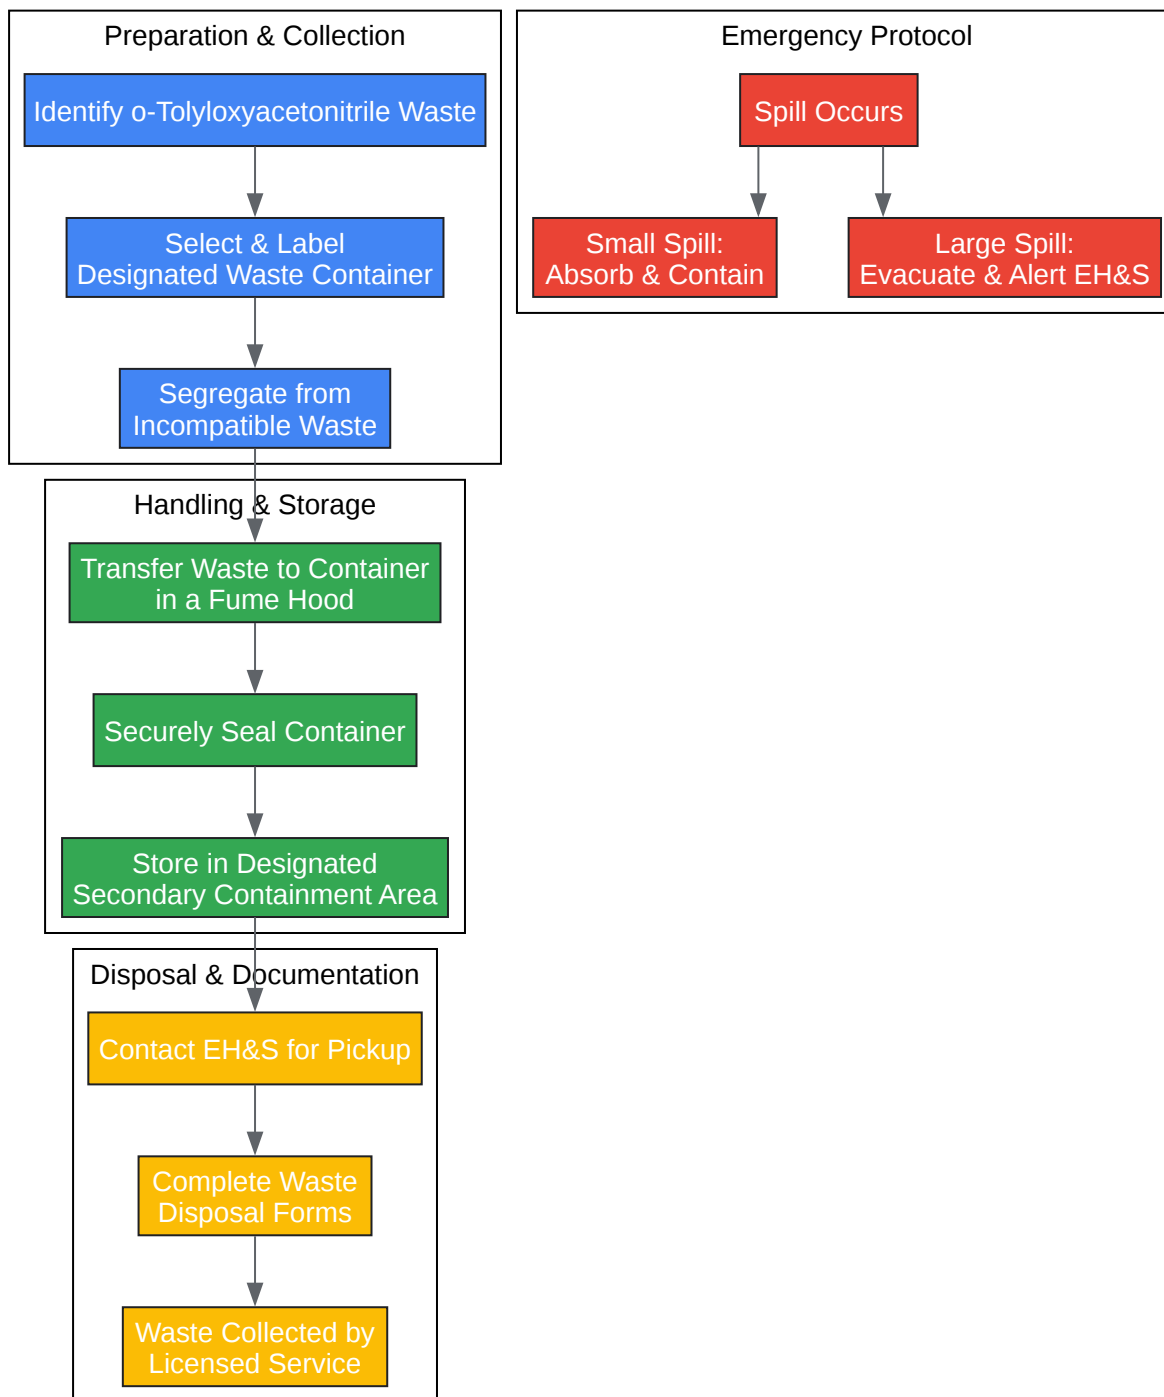 Preparation & Collection
Identify o-Tolyloxyacetonitrile Waste
Select & Label
Designated Waste Container
Segregate from
Incompatible Waste
Handling & Storage
Transfer Waste to Container
in a Fume Hood
Securely Seal Container
Store in Designated
Secondary Containment Area
Disposal & Documentation
Contact EH&S for Pickup
Complete Waste
Disposal Forms
Waste Collected by
Licensed Service
Emergency Protocol
Spill Occurs
Small Spill:
Absorb & Contain
Large Spill:
Evacuate & Alert EH&S